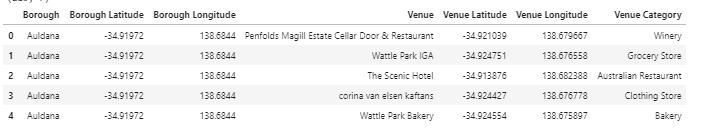 Borough Borough Latitude Borough Longitude Venue Venue Latitude Venue Longitude Venue Category
0 Auldana -34.91972 138.6844 Penfolds Magill Estate Cellar Door & Restaurant -34.921039 138.679667 Winery
1 Auldana -34.91972 138.6844 Wattle Park IGA -34.924751 138.676558 Grocery Store
2 Auldana -34.91972 138.6844 The Scenic Hotel -34.913876 138.682388 Australian Restaurant
3 Auldana -34.91972 138.6844 corina van elsen kaftans -34.924427 138.676778 Clothing Store
4 Auldana -34.91972 138.6844 Wattle Park Bakery -34.924554 138.675897 Bakery